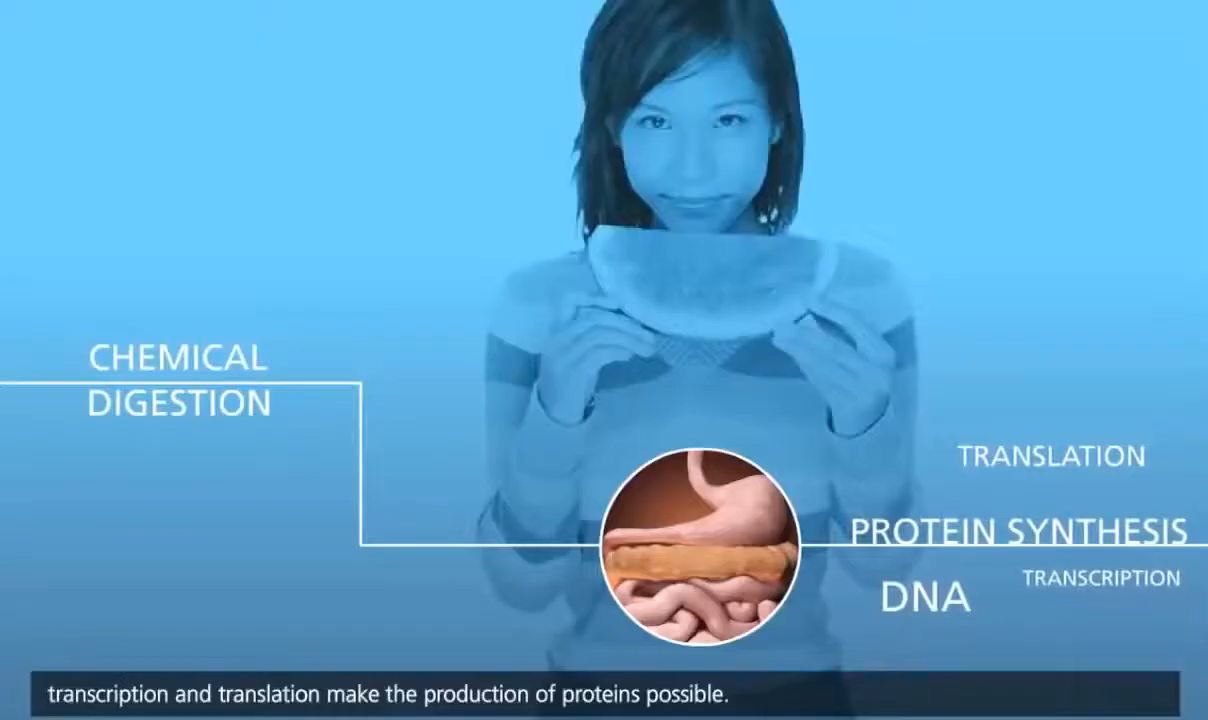 CHEMICAL
DIGESTION
TRANSLATION
PROTEIN SYNTHESIS
TRANSCRIPTION
DNA
transcription and translation make the production of proteins possible.